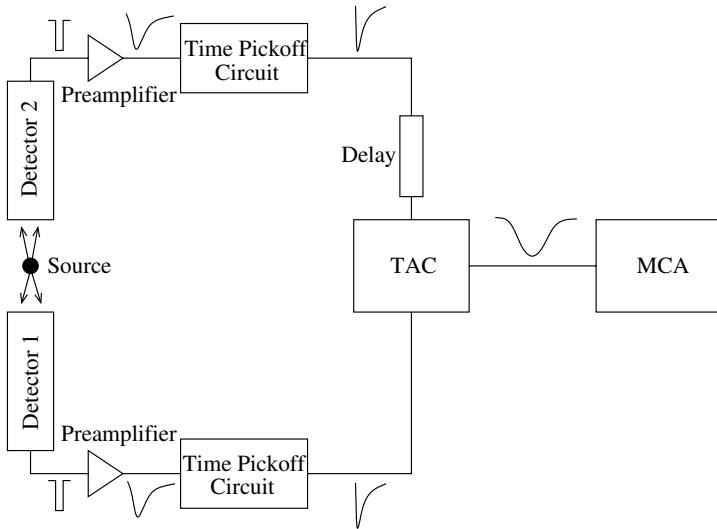 Time Pickoff
Circuit
Preamplifier
Detector 2
Delay
Source
TAC
MCA
Detector 1
Preamplifier
Time Pickoff
Circuit